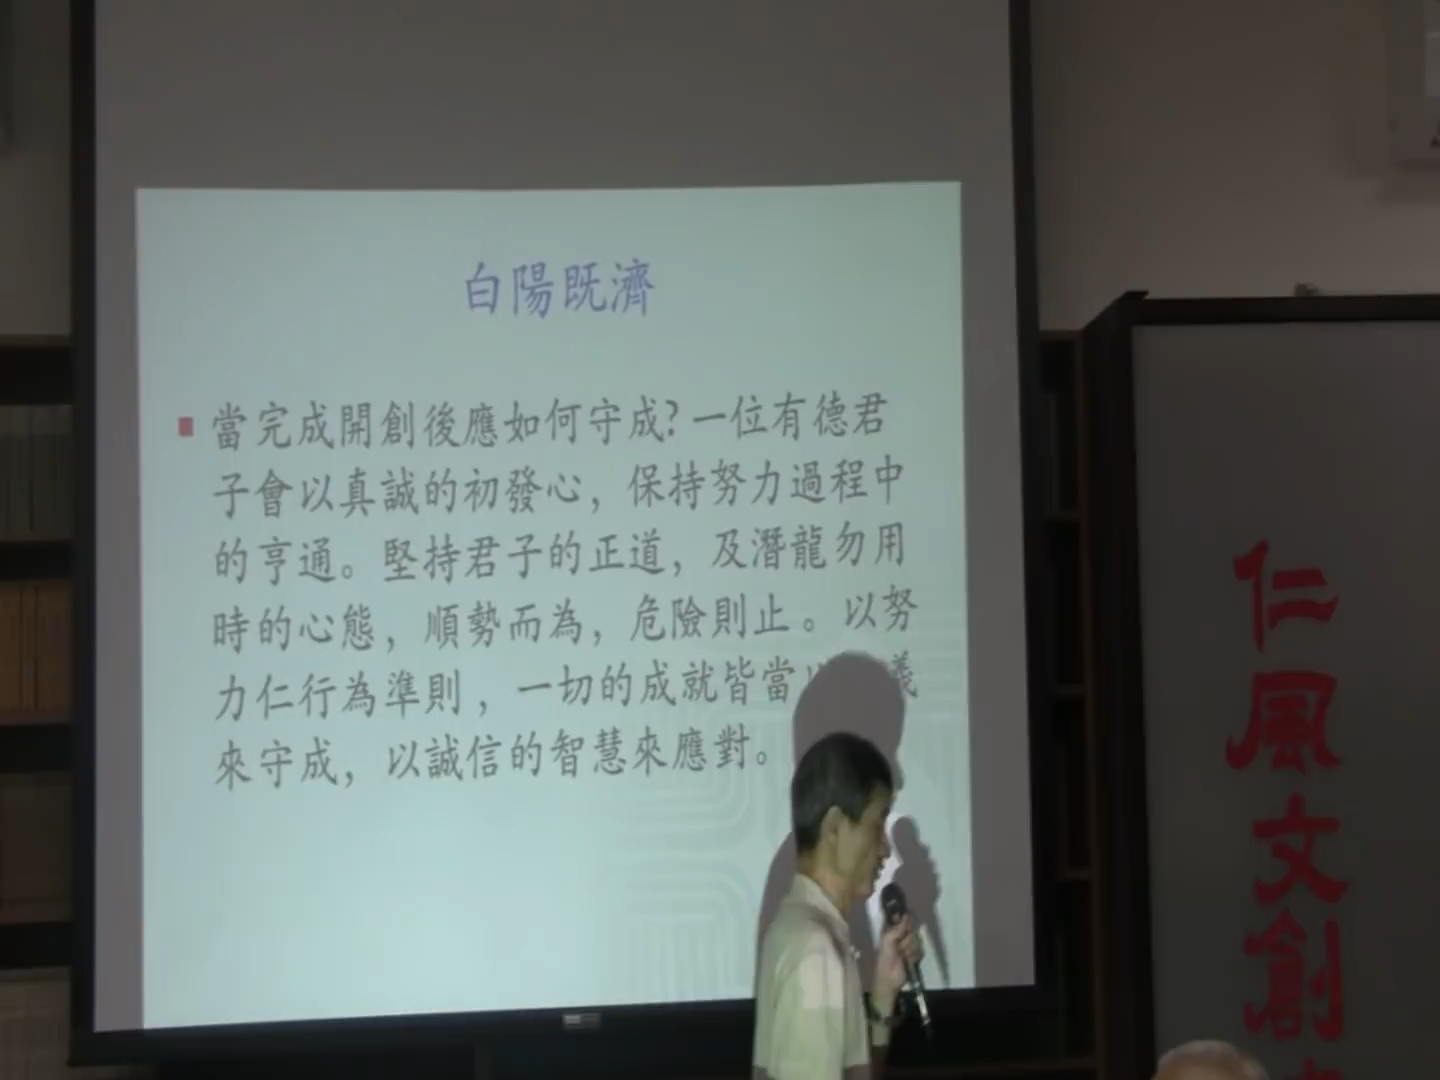 白陽既濟
當完成開創後應如何守成?一位有德君
子會以真誠的初發心，保持努力過程中
的亨通。堅持君子的正道，及潛龍勿用
時的心態，順勢而為，危險則止。以努
力仁行為準則，一切的成就皆當以義
來守成，以誠信的智慧來應對。
仁風文創